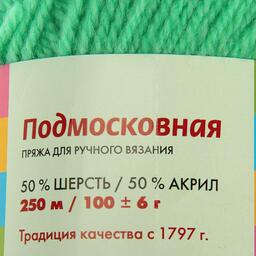 Подмосковная
ПРЯЖА ДЛЯ РУЧНОГО ВЯЗАНИЯ
50 % ШЕРСТЬ / 50 % АКРИЛ
250 м / 100 ± 6 г
Традиция качества с 1797 г.